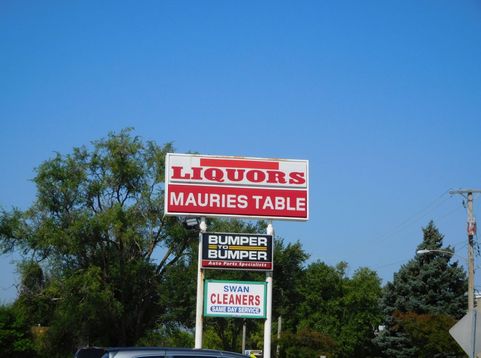 LIQUORS
MAURIES TABLE
BUMPER
TO
BUMPER
Auto Parts Specialists
SWAN
CLEANERS
SAME DAY SERVICE